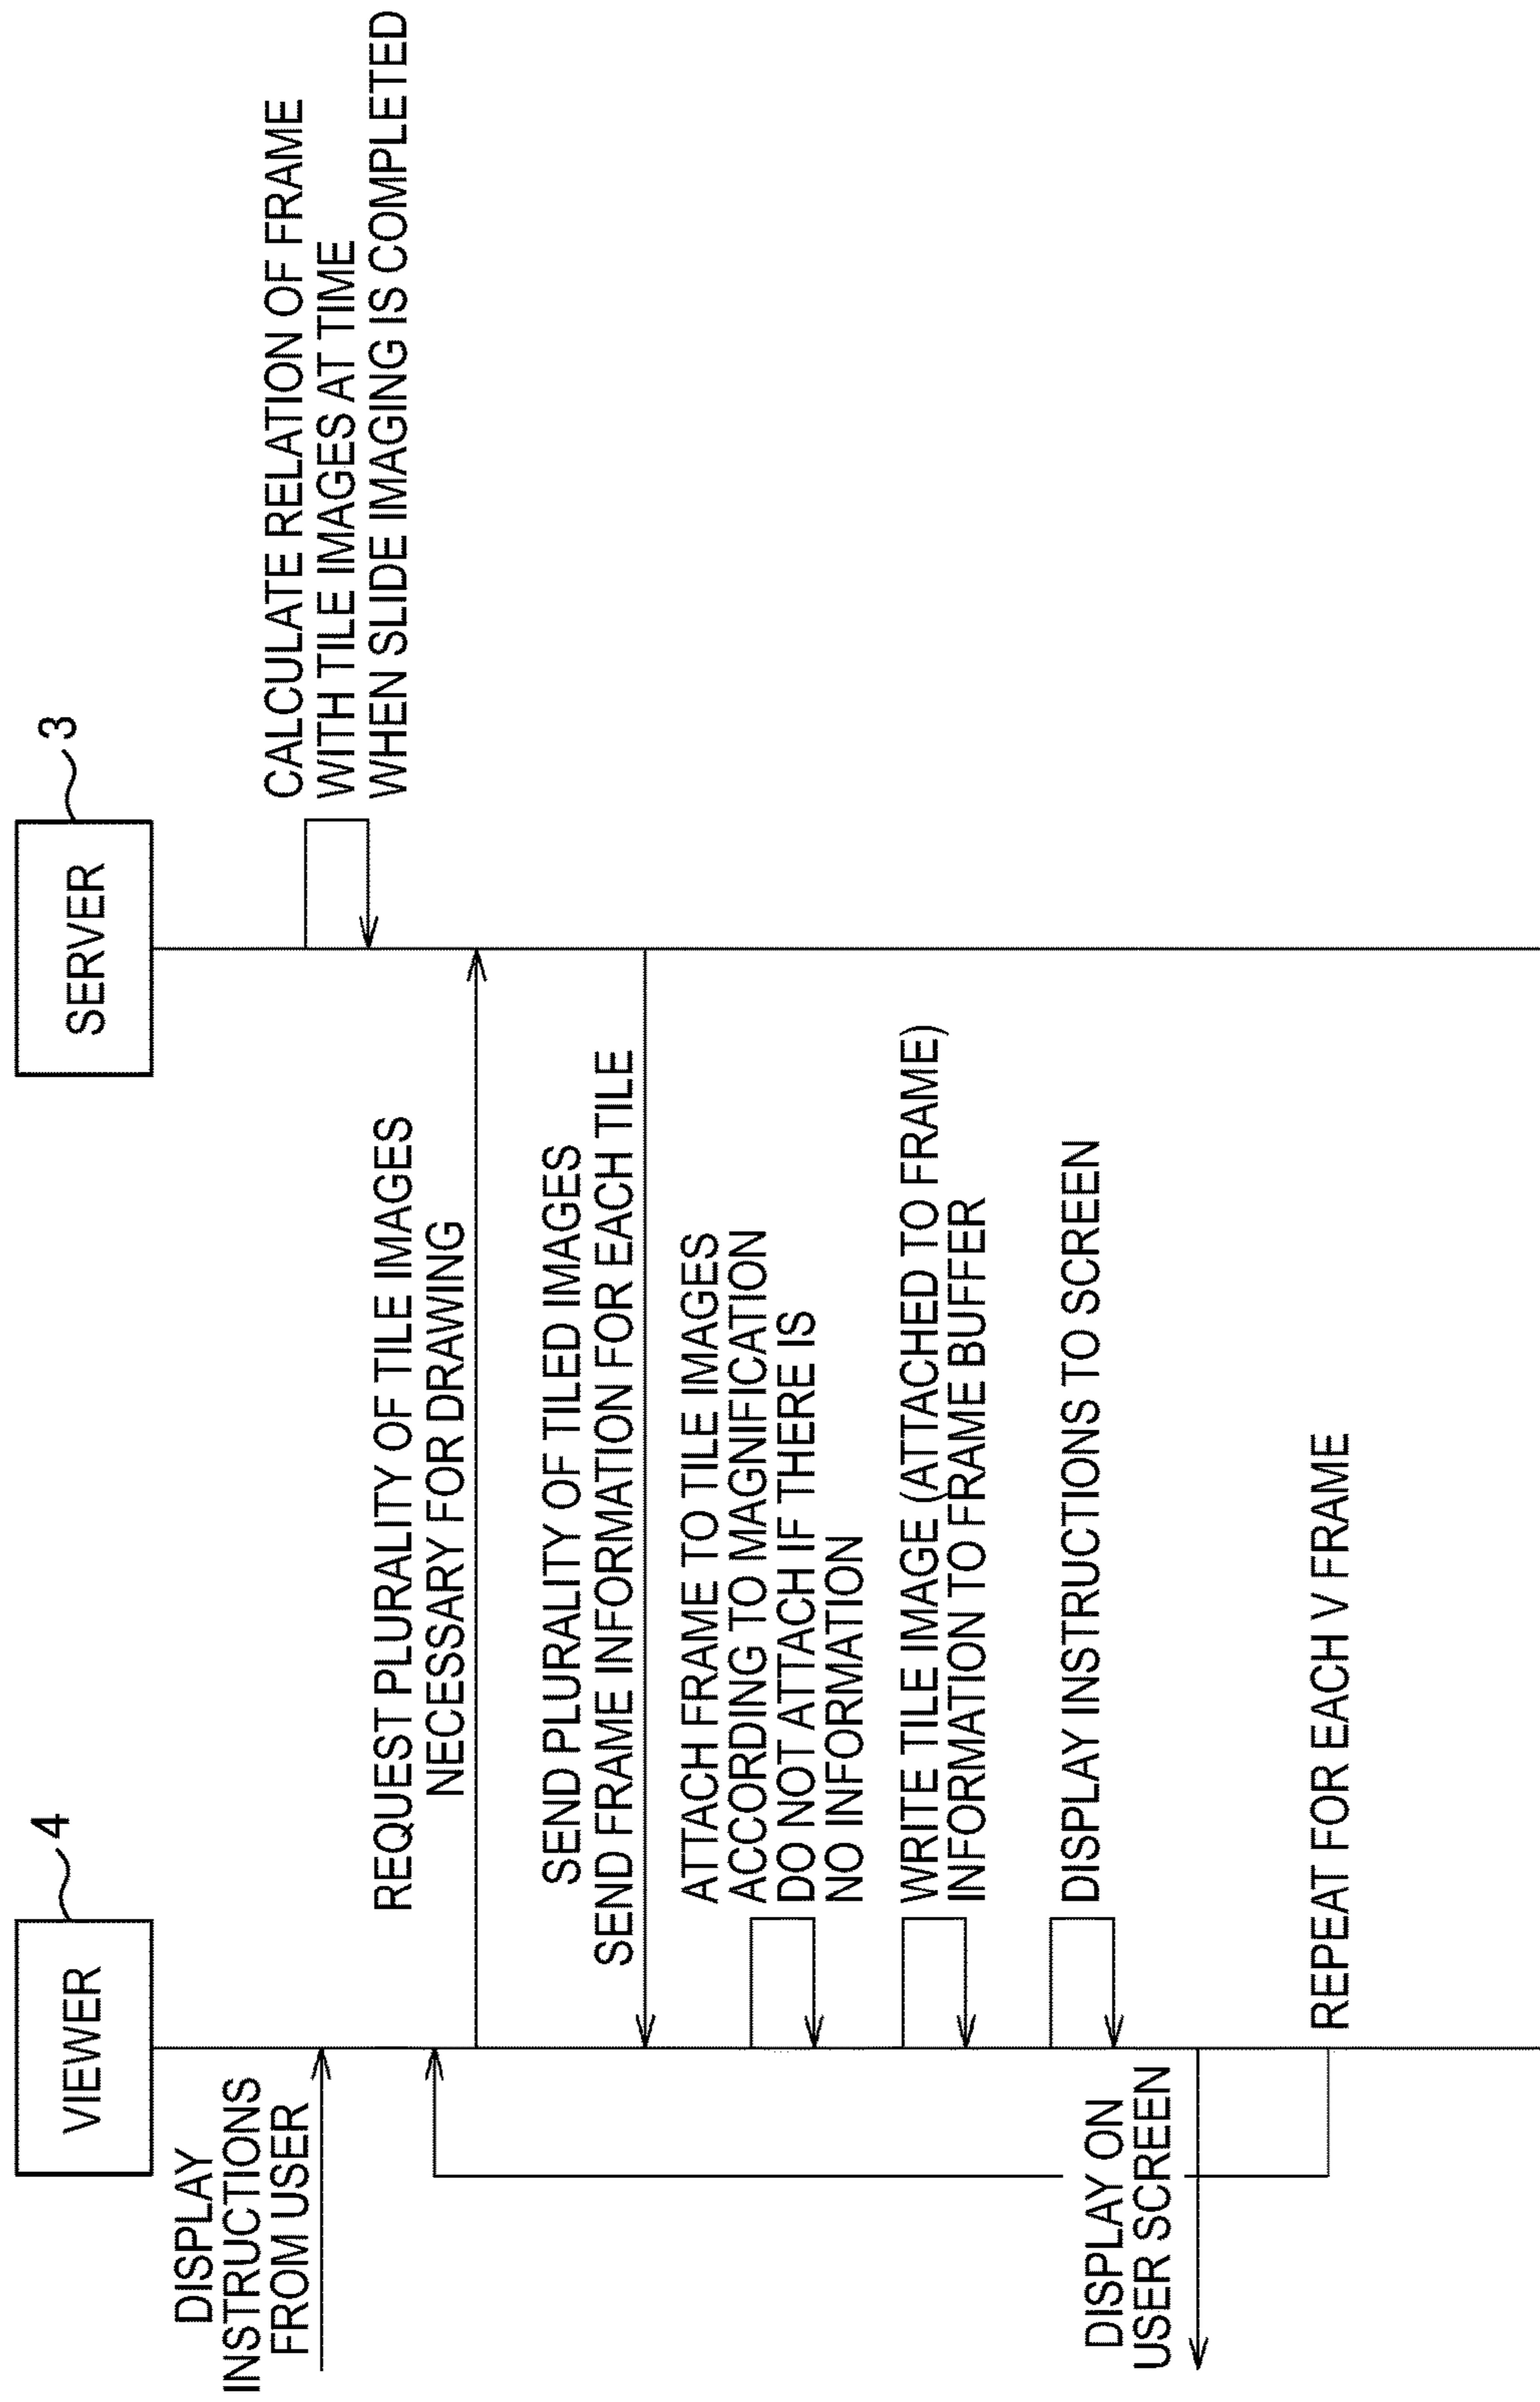 VIEWER
4
SERVER
3
DISPLAY
INSTRUCTIONS
FROM USER
CALCULATE RELATION OF FRAME
WITH TILE IMAGES AT TIME
WHEN SLIDE IMAGING IS COMPLETED
REQUEST PLURALITY OF TILE IMAGES
NECESSARY FOR DRAWING
SEND PLURALITY OF TILED IMAGES
SEND FRAME INFORMATION FOR EACH TILE
ATTACH FRAME TO TILE IMAGES
ACCORDING TO MAGNIFICATION
DO NOT ATTACH IF THERE IS
NO INFORMATION
WRITE TILE IMAGE (ATTACHED TO FRAME)
INFORMATION TO FRAME BUFFER
DISPLAY INSTRUCTIONS TO SCREEN
DISPLAY ON
USER SCREEN
REPEAT FOR EACH V FRAME